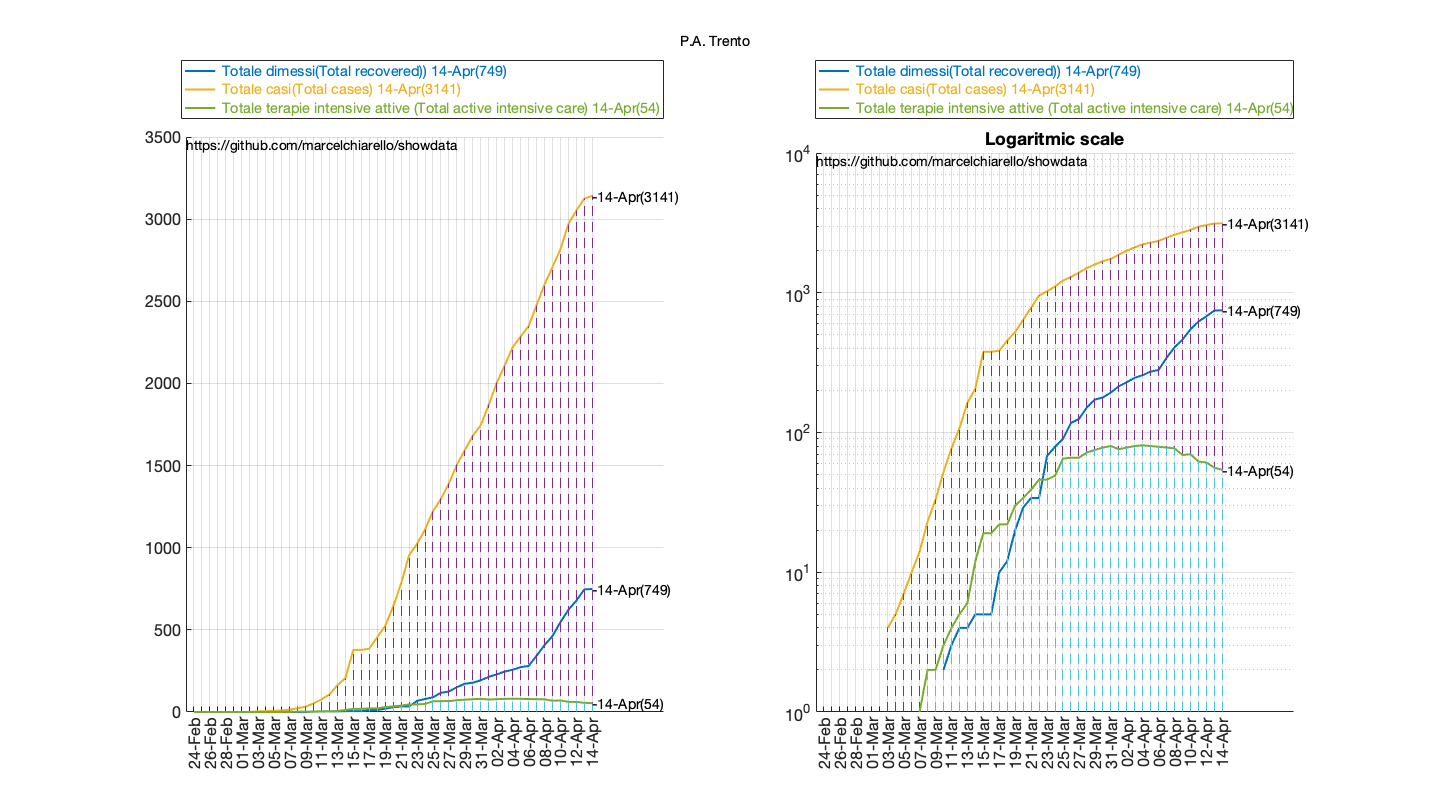 P.A. Trento
Totale dimessi(Total recovered)) 14-Apr(749)
Totale casi(Total cases) 14-Apr(3141)
Totale terapie intensive attive (Total active intensive care) 14-Apr(54)
3500
https://github.com/marcelchiarello/showdata
3000
2500
2000
1500
1000
500
0
14-Apr(3141)
14-Apr(749)
14-Apr(54)
24-Feb
26-Feb
28-Feb
01-Mar
03-Mar
05-Mar
07-Mar
09-Mar
11-Mar
13-Mar
15-Mar
17-Mar
19-Mar
21-Mar
23-Mar
25-Mar
27-Mar
29-Mar
31-Mar
02-Apr
04-Apr
06-Apr
08-Apr
10-Apr
12-Apr
14-Apr
Totale dimessi(Total recovered)) 14-Apr(749)
Totale casi(Total cases) 14-Apr(3141)
Totale terapie intensive attive (Total active intensive care) 14-Apr(54)
Logaritmic scale
10^4
https://github.com/marcelchiarello/showdata
10^3
10^2
10^1
10^0
14-Apr(3141)
14-Apr(749)
14-Apr(54)
24-Feb
26-Feb
28-Feb
01-Mar
03-Mar
05-Mar
07-Mar
09-Mar
11-Mar
13-Mar
15-Mar
17-Mar
19-Mar
21-Mar
23-Mar
25-Mar
27-Mar
29-Mar
31-Mar
02-Apr
04-Apr
06-Apr
08-Apr
10-Apr
12-Apr
14-Apr